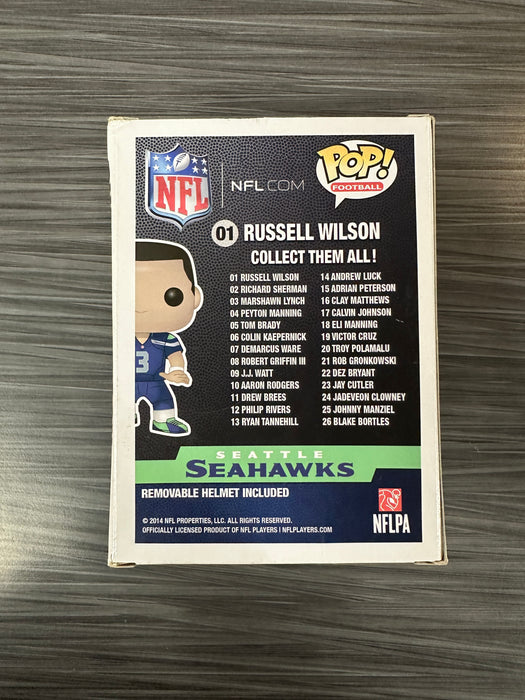 NFL
NFL.COM
POP!
FOOTBALL
01 RUSSELL WILSON
COLLECT THEM ALL!
01 RUSSELL WILSON
02 RICHARD SHERMAN
03 MARSHAWN LYNCH
04 PEYTON MANNING
05 TOM BRADY
06 COLIN KAEPERNICK
07 DEMARCUS WARE
08 ROBERT GRIFFIN III
09 J.J. WATT
10 AARON RODGERS
11 DREW BREES
12 PHILIP RIVERS
13 RYAN TANNEHILL
14 ANDREW LUCK
15 ADRIAN PETERSON
16 CLAY MATTHEWS
17 CALVIN JOHNSON
18 ELI MANNING
19 VICTOR CRUZ
20 TROY POLAMALU
21 ROB GRONKOWSKI
22 DEZ BRYANT
23 JAY CUTLER
24 JADEVEON CLOWNEY
25 JOHNNY MANZIEL
26 BLAKE BORTLES
3
SEATTLE
SEAHAWKS
REMOVABLE HELMET INCLUDED
© 2014 NFL PROPERTIES, LLC. ALL RIGHTS RESERVED.
OFFICIALLY LICENSED PRODUCT OF NFL PLAYERS | NFLPLAYERS.COM
NFLPA